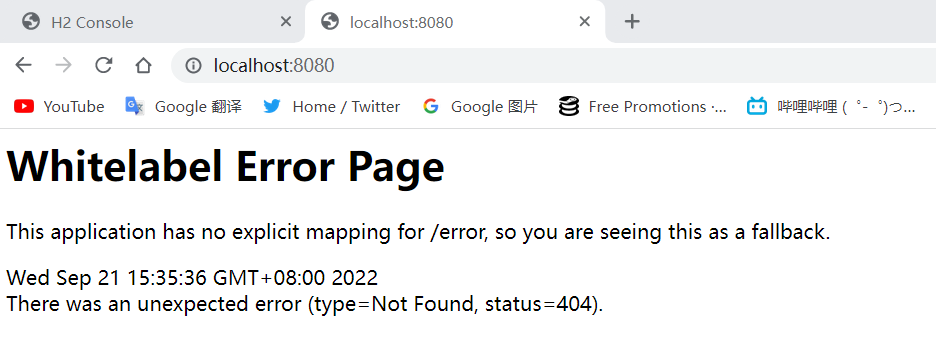 H2 Console
localhost:8080
localhost:8080
YouTube Google 翻译 Home / Twitter Google 图片 Free Promotions ·... 哔哩哔哩 ( ゜- ゜)つ...
Whitelabel Error Page
This application has no explicit mapping for /error, so you are seeing this as a fallback.
Wed Sep 21 15:35:36 GMT+08:00 2022
There was an unexpected error (type=Not Found, status=404).